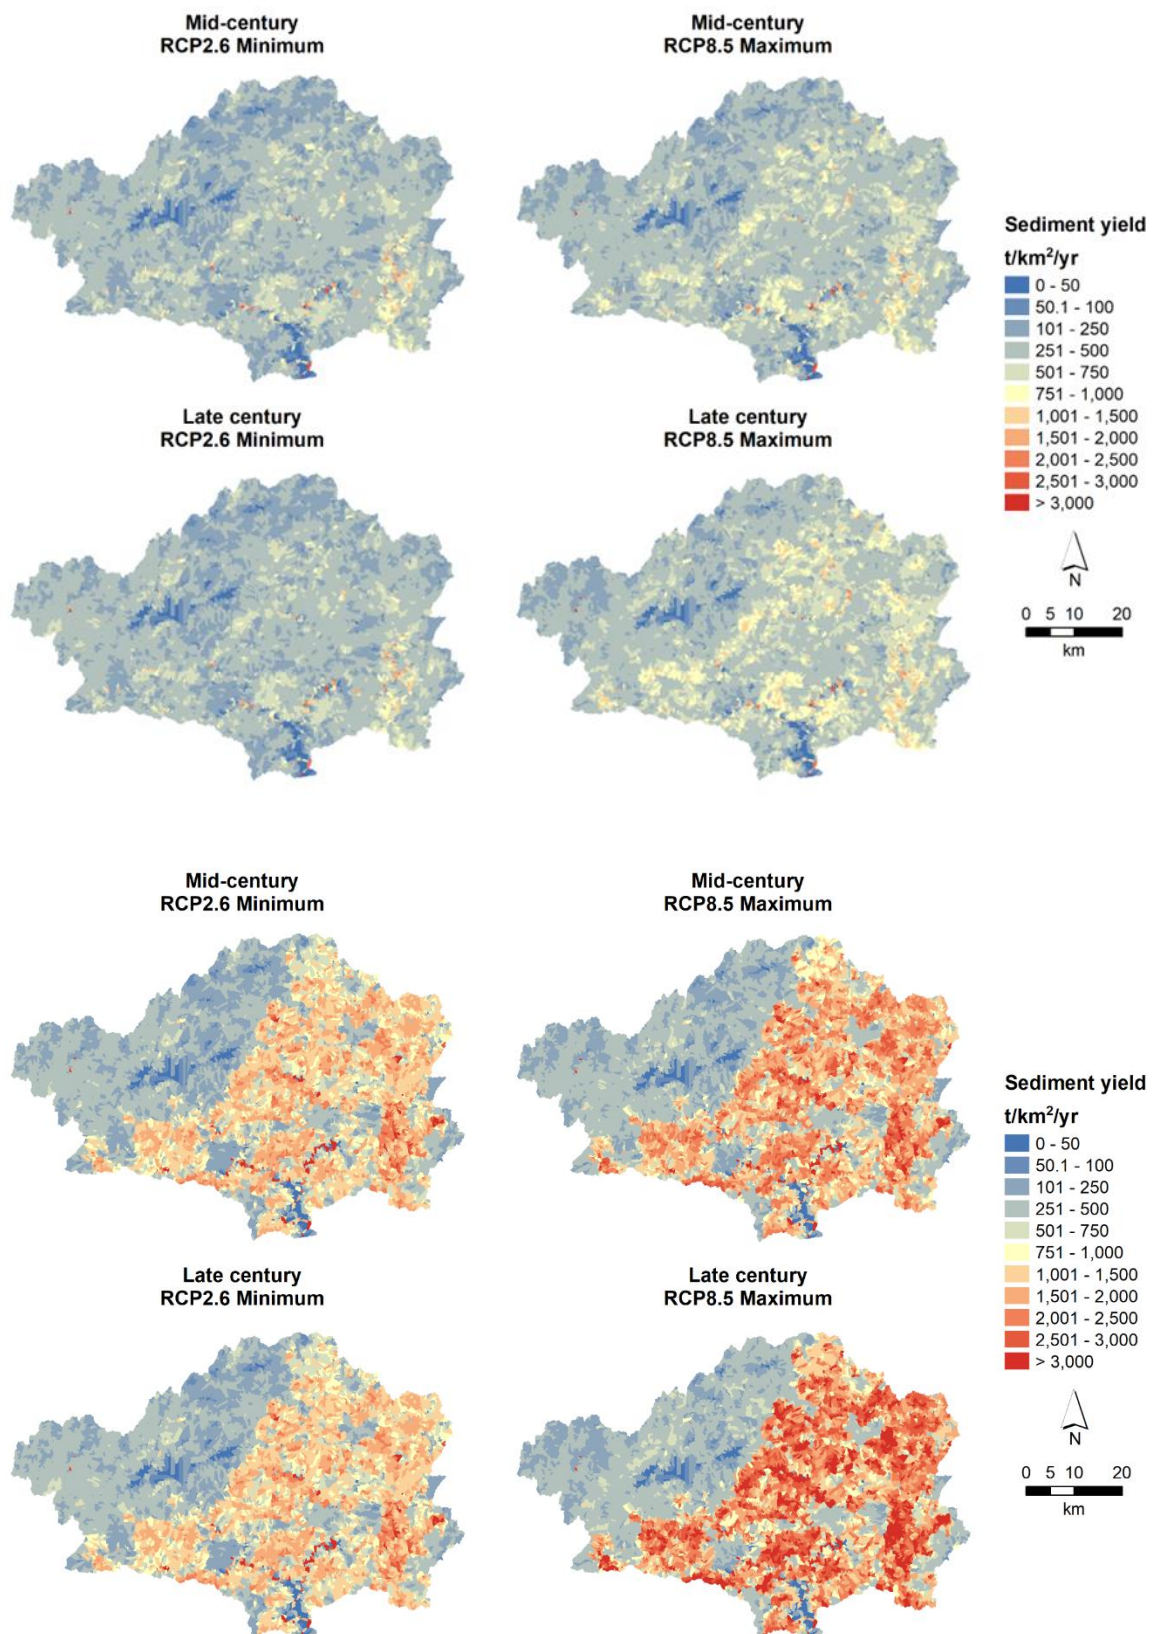 Mid-century
RCP2.6 Minimum
Mid-century
RCP8.5 Maximum
Sediment yield
t/km²/yr
0 - 50
50.1 - 100
101 - 250
251 - 500
501 - 750
751 - 1,000
1,001 - 1,500
1,501 - 2,000
2,001 - 2,500
2,501 - 3,000
> 3,000
N
0 5 10 20
km
Late century
RCP2.6 Minimum
Late century
RCP8.5 Maximum
Mid-century
RCP2.6 Minimum
Mid-century
RCP8.5 Maximum
Sediment yield
t/km²/yr
0 - 50
50.1 - 100
101 - 250
251 - 500
501 - 750
751 - 1,000
1,001 - 1,500
1,501 - 2,000
2,001 - 2,500
2,501 - 3,000
> 3,000
N
0 5 10 20
km
Late century
RCP2.6 Minimum
Late century
RCP8.5 Maximum